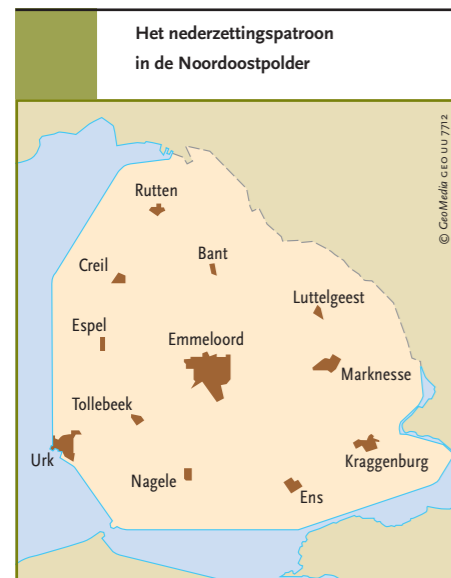 Het nederzettingspatroon
in de Noordoostpolder
© GeoMedia GEO UU 7712
Rutten
Bant
Creil
Luttelgeest
Espel
Emmeloord
Marknesse
Tollebeek
Urk
Kraggenburg
Nagele
Ens